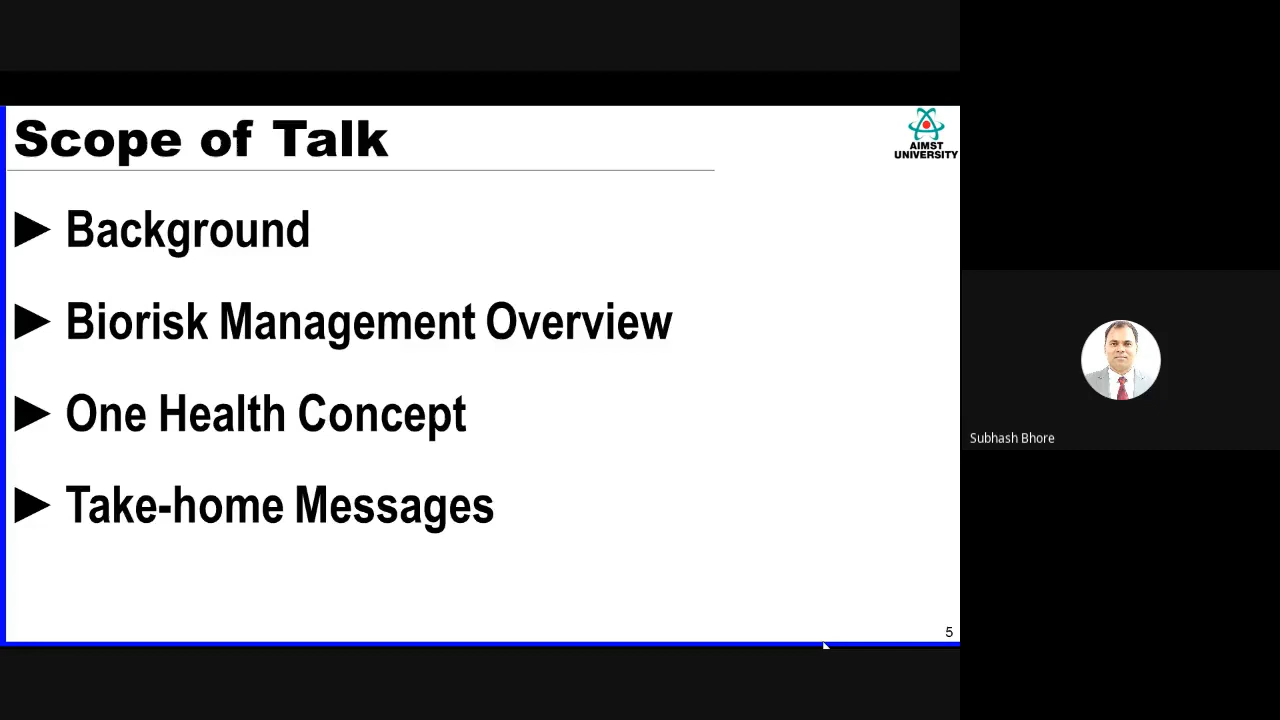 Scope of Talk
AIMST
UNIVERSITY
► Background
► Biorisk Management Overview
► One Health Concept
► Take-home Messages
5
Subhash Bhore